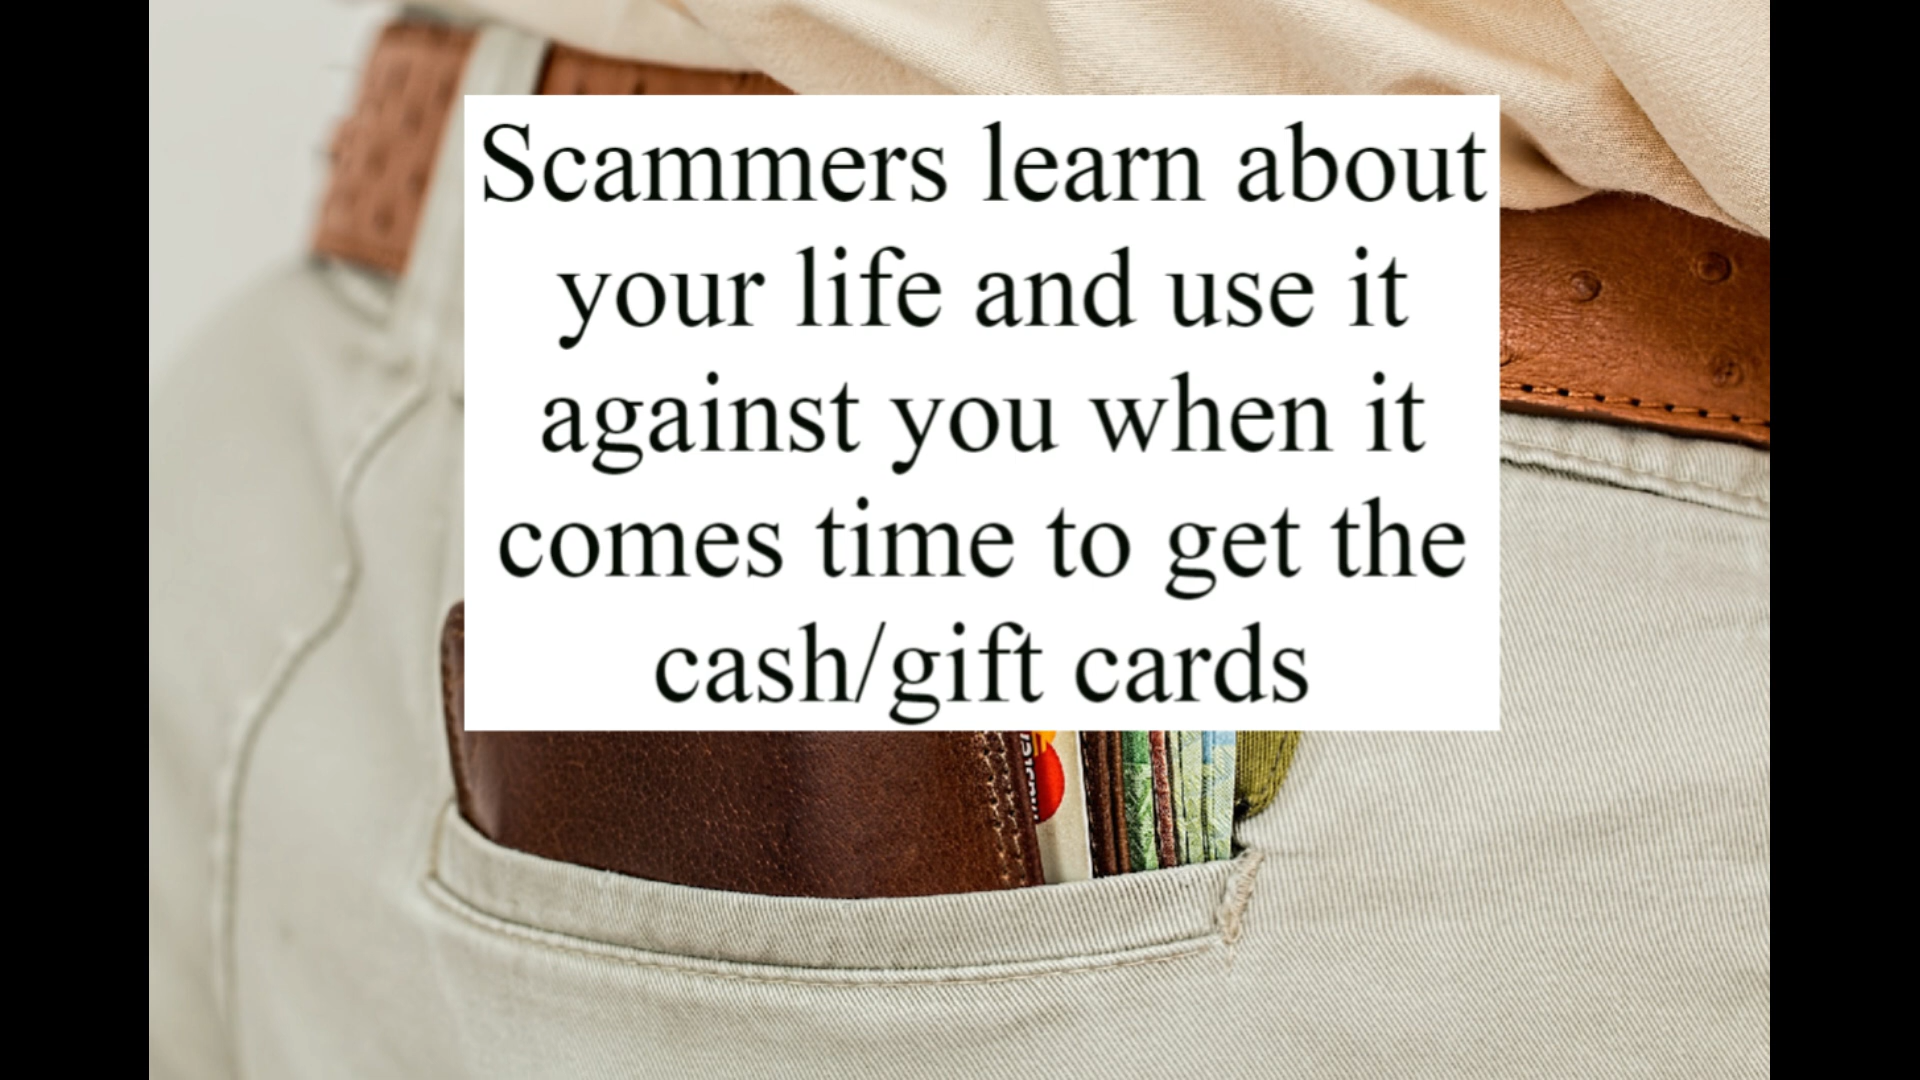 Scammers learn about
your life and use it
against you when it
comes time to get the
cash/gift cards